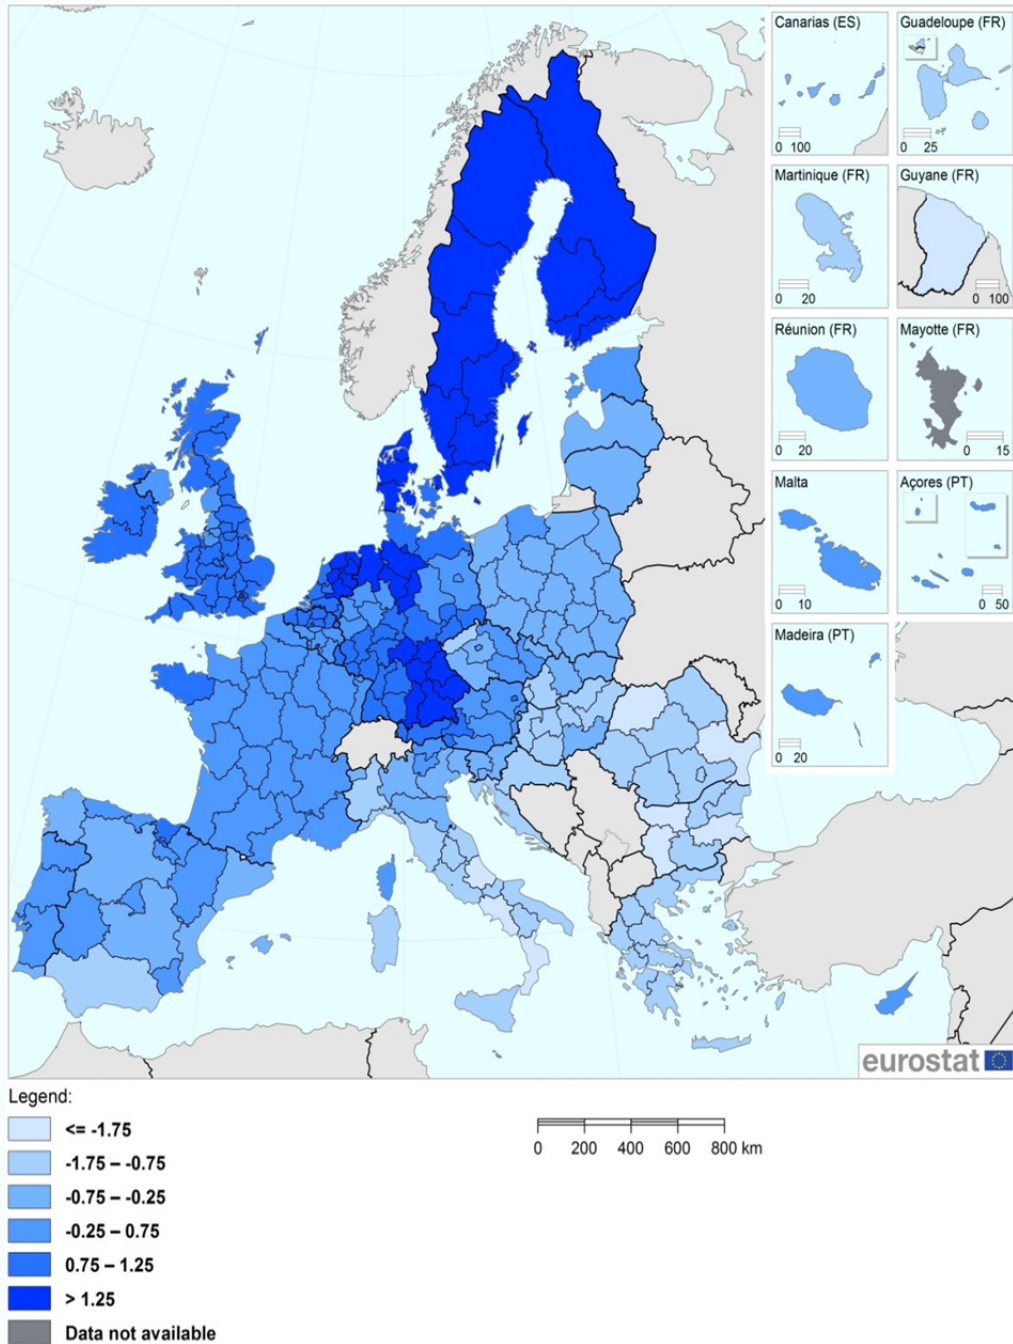 Canarias (ES)
0 100
Guadeloupe (FR)
0 25
Martinique (FR)
0 20
Guyane (FR)
0 100
Réunion (FR)
0 20
Mayotte (FR)
0 15
Malta
0 10
Açores (PT)
0 50
Madeira (PT)
0 20
eurostat
Legend:
<= -1.75
-1.75 – -0.75
-0.75 – -0.25
-0.25 – 0.75
0.75 – 1.25
> 1.25
Data not available
0 200 400 600 800 km